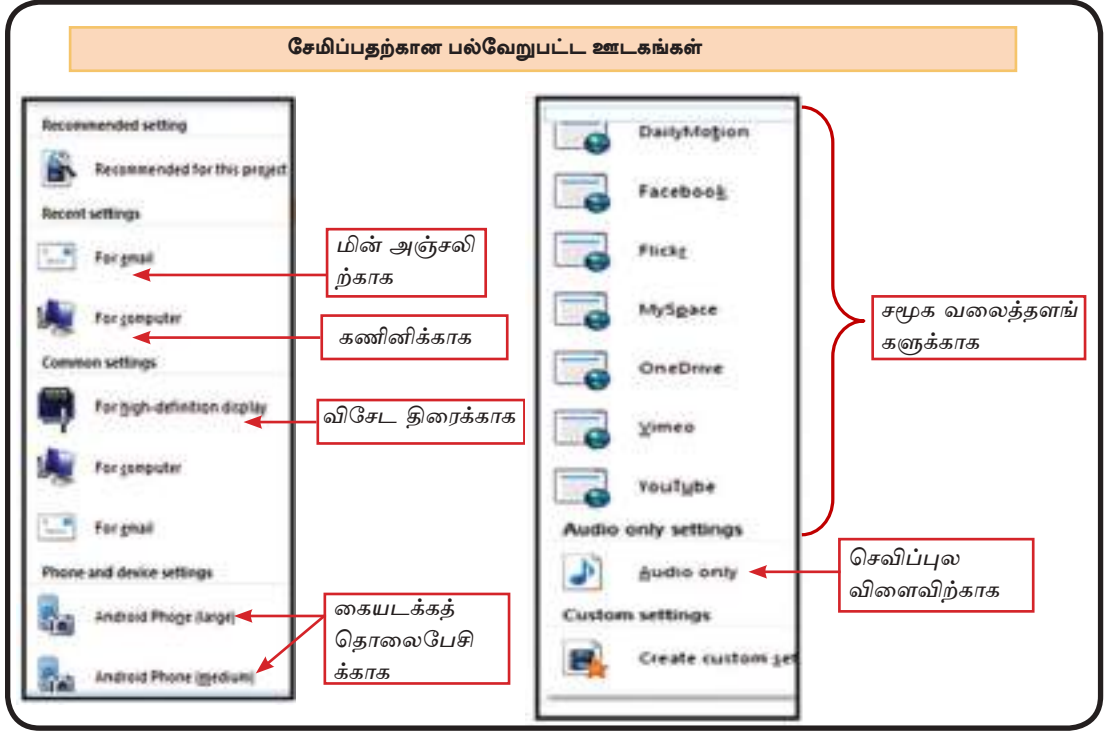 சேமிப்பதற்கான பல்வேறுபட்ட ஊடகங்கள்
Recommended setting
Recommended for this project
Recent settings
For email
For computer
Common settings
For high-definition display
For computer
For email
Phone and device settings
Android Phone (large)
Android Phone (medium)
மின் அஞ்சலி
ற்காக
கணினிக்காக
விசேட திரைக்காக
கையடக்கத்
தொலைபேசி
க்காக
DailyMotion
Facebook
Flickr
MySpace
OneDrive
Vimeo
YouTube
Audio only settings
Audio only
Custom settings
Create custom set
சமூக வலைத்தளங்
களுக்காக
செவிப்புல
விளைவிற்காக